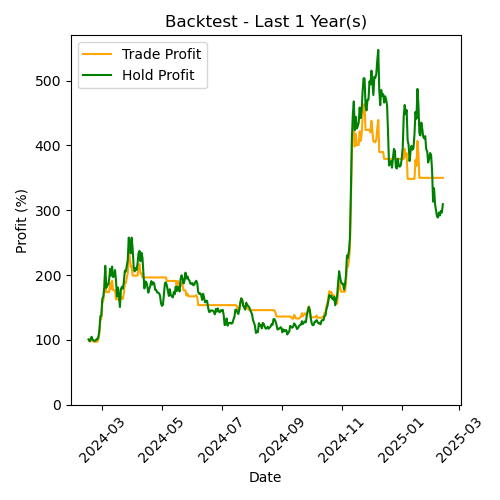 Backtest - Last 1 Year(s)
Trade Profit
Hold Profit
Profit (%)
500
400
300
200
100
0
2024-03
2024-05
2024-07
2024-09
2024-11
2025-01
2025-03
Date